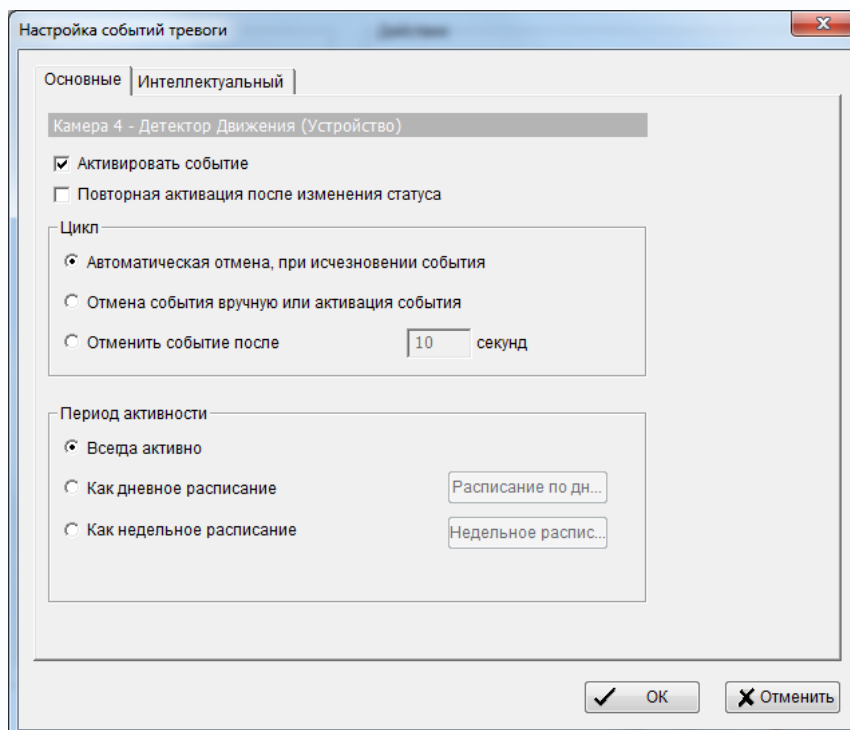 Настройка событий тревоги
Основные
Интеллектуальный
Камера 4 - Детектор Движения (Устройство)
Активировать событие
Повторная активация после изменения статуса
Цикл
Автоматическая отмена, при исчезновении события
Отмена события вручную или активация события
Отменить событие после 10 секунд
Период активности
Всегда активно
Как дневное расписание Расписание по дн...
Как недельное расписание Недельное распис...
ОК Отменить